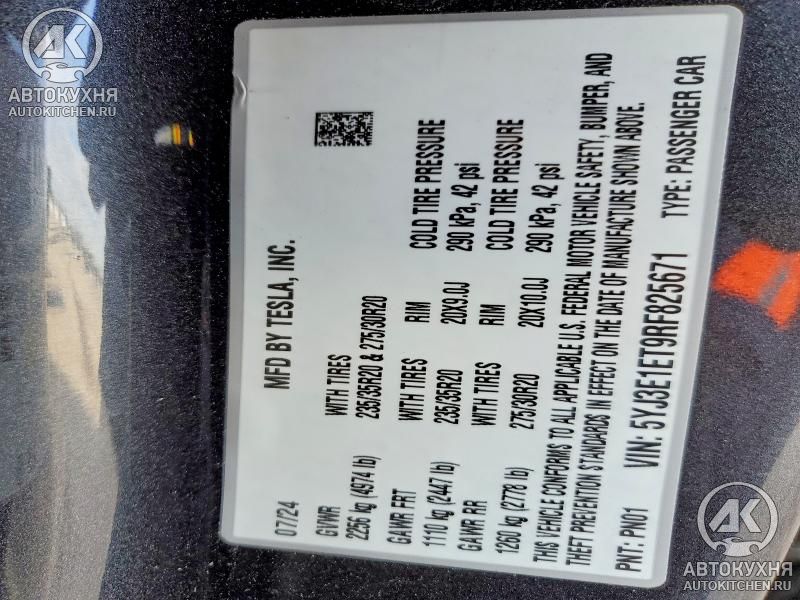 07/24 MFD BY TESLA, INC.
GVWR WITH TIRES
2256 kg (4974 lb) 235/35R20 & 275/30R20
GAWR FRT WITH TIRES RIM COLD TIRE PRESSURE
1110 kg (2447 lb) 235/35R20 20X9.0J 290 kPa, 42 psi
GAWR RR WITH TIRES RIM COLD TIRE PRESSURE
1260 kg (2778 lb) 275/30R20 20X10.0J 290 kPa, 42 psi
THIS VEHICLE CONFORMS TO ALL APPLICABLE U.S. FEDERAL MOTOR VEHICLE SAFETY, BUMPER, AND
THEFT PREVENTION STANDARDS IN EFFECT ON THE DATE OF MANUFACTURE SHOWN ABOVE.
PNT: PN01 VIN: 5YJ3E1ET9RF825671 TYPE: PASSENGER CAR
АК
АВТОКУХНЯ
AUTOKITCHEN.RU
АК
АВТОКУХНЯ
AUTOKITCHEN.RU